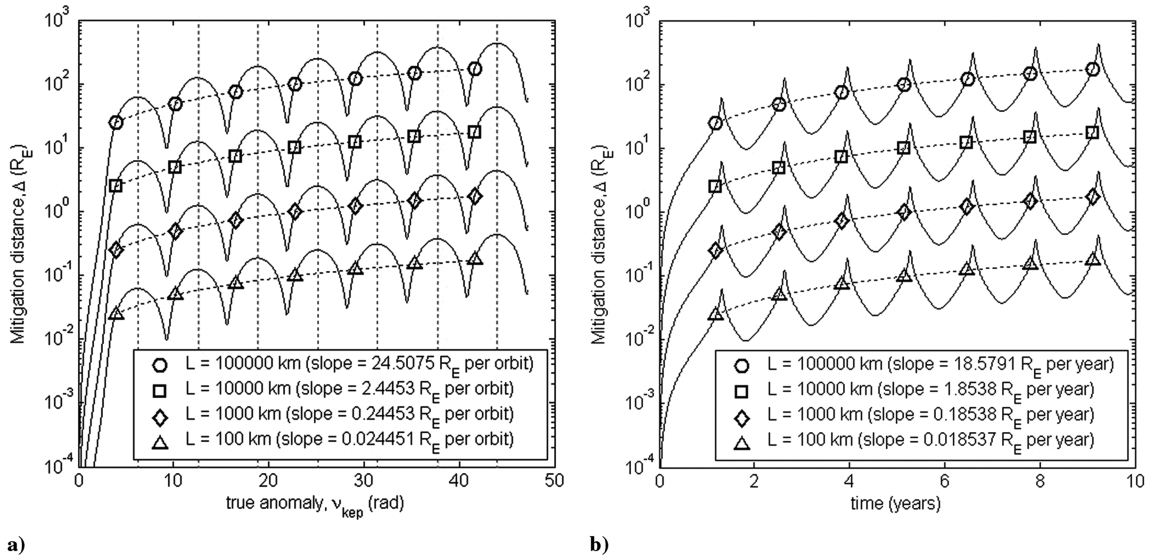 10^3
10^2
10^1
10^0
10^-1
10^-2
10^-3
10^-4
Mitigation distance, Δ (R_E)
L = 100000 km (slope = 24.5075 R_E per orbit)
L = 10000 km (slope = 2.4453 R_E per orbit)
L = 1000 km (slope = 0.24453 R_E per orbit)
L = 100 km (slope = 0.024451 R_E per orbit)
0 10 20 30 40 50
true anomaly, ν_kep (rad)
a)
10^3
10^2
10^1
10^0
10^-1
10^-2
10^-3
10^-4
Mitigation distance, Δ (R_E)
L = 100000 km (slope = 18.5791 R_E per year)
L = 10000 km (slope = 1.8538 R_E per year)
L = 1000 km (slope = 0.18538 R_E per year)
L = 100 km (slope = 0.018537 R_E per year)
0 2 4 6 8 10
time (years)
b)